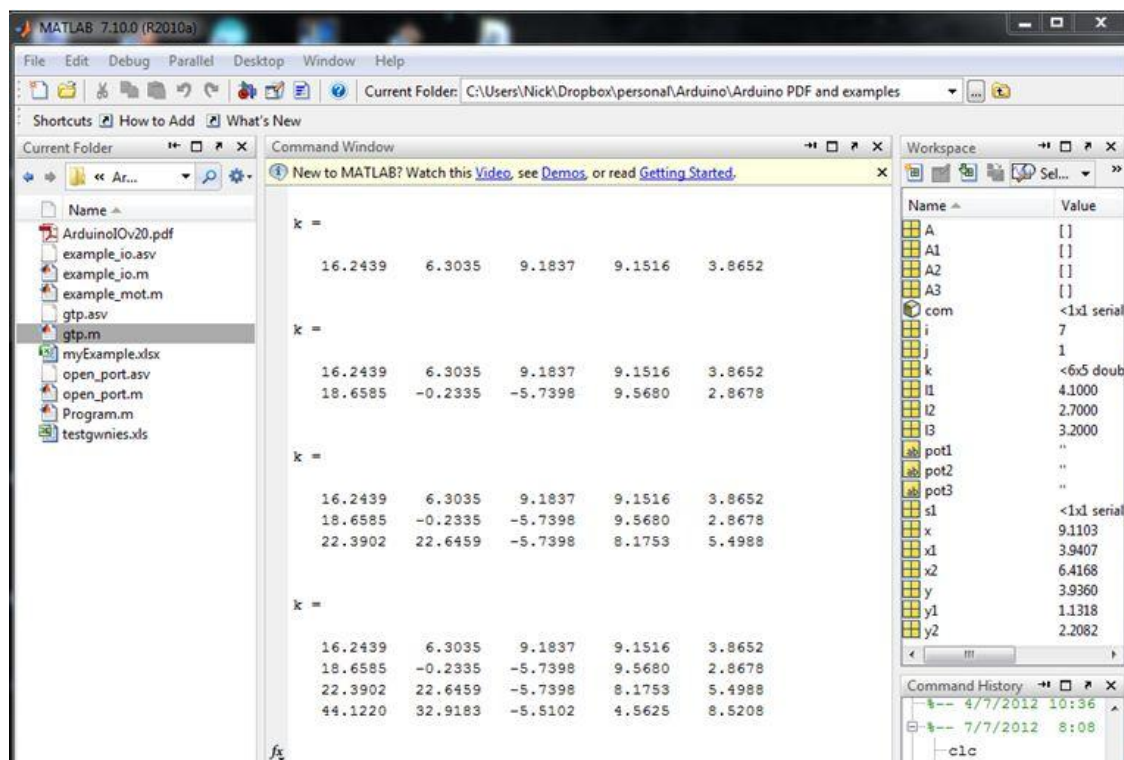 MATLAB 7.10.0 (R2010a)
File Edit Debug Parallel Desktop Window Help
Current Folder: C:\Users\Nick\Dropbox\personal\Arduino\Arduino PDF and examples
Shortcuts How to Add What's New
Current Folder
« Ar...
Name
ArduinoIOv20.pdf
example_io.asv
example_io.m
example_mot.m
gtp.asv
gtp.m
myExample.xlsx
open_port.asv
open_port.m
Program.m
testgwnies.xls
Command Window
New to MATLAB? Watch this Video, see Demos, or read Getting Started.
k =
16.2439 6.3035 9.1837 9.1516 3.8652
k =
16.2439 6.3035 9.1837 9.1516 3.8652
18.6585 -0.2335 -5.7398 9.5680 2.8678
k =
16.2439 6.3035 9.1837 9.1516 3.8652
18.6585 -0.2335 -5.7398 9.5680 2.8678
22.3902 22.6459 -5.7398 8.1753 5.4988
k =
16.2439 6.3035 9.1837 9.1516 3.8652
18.6585 -0.2335 -5.7398 9.5680 2.8678
22.3902 22.6459 -5.7398 8.1753 5.4988
44.1220 32.9183 -5.5102 4.5625 8.5208
fx
Workspace
Sel... »
Name Value
A []
A1 []
A2 []
A3 []
com <1x1 serial
i 7
j 1
k <6x5 doub
l1 4.1000
l2 2.7000
l3 3.2000
pot1 ''
pot2 ''
pot3 ''
s1 <1x1 serial
x 9.1103
x1 3.9407
x2 6.4168
y 3.9360
y1 1.1318
y2 2.2082
Command History
%-- 4/7/2012 10:36
%-- 7/7/2012 8:08
clc